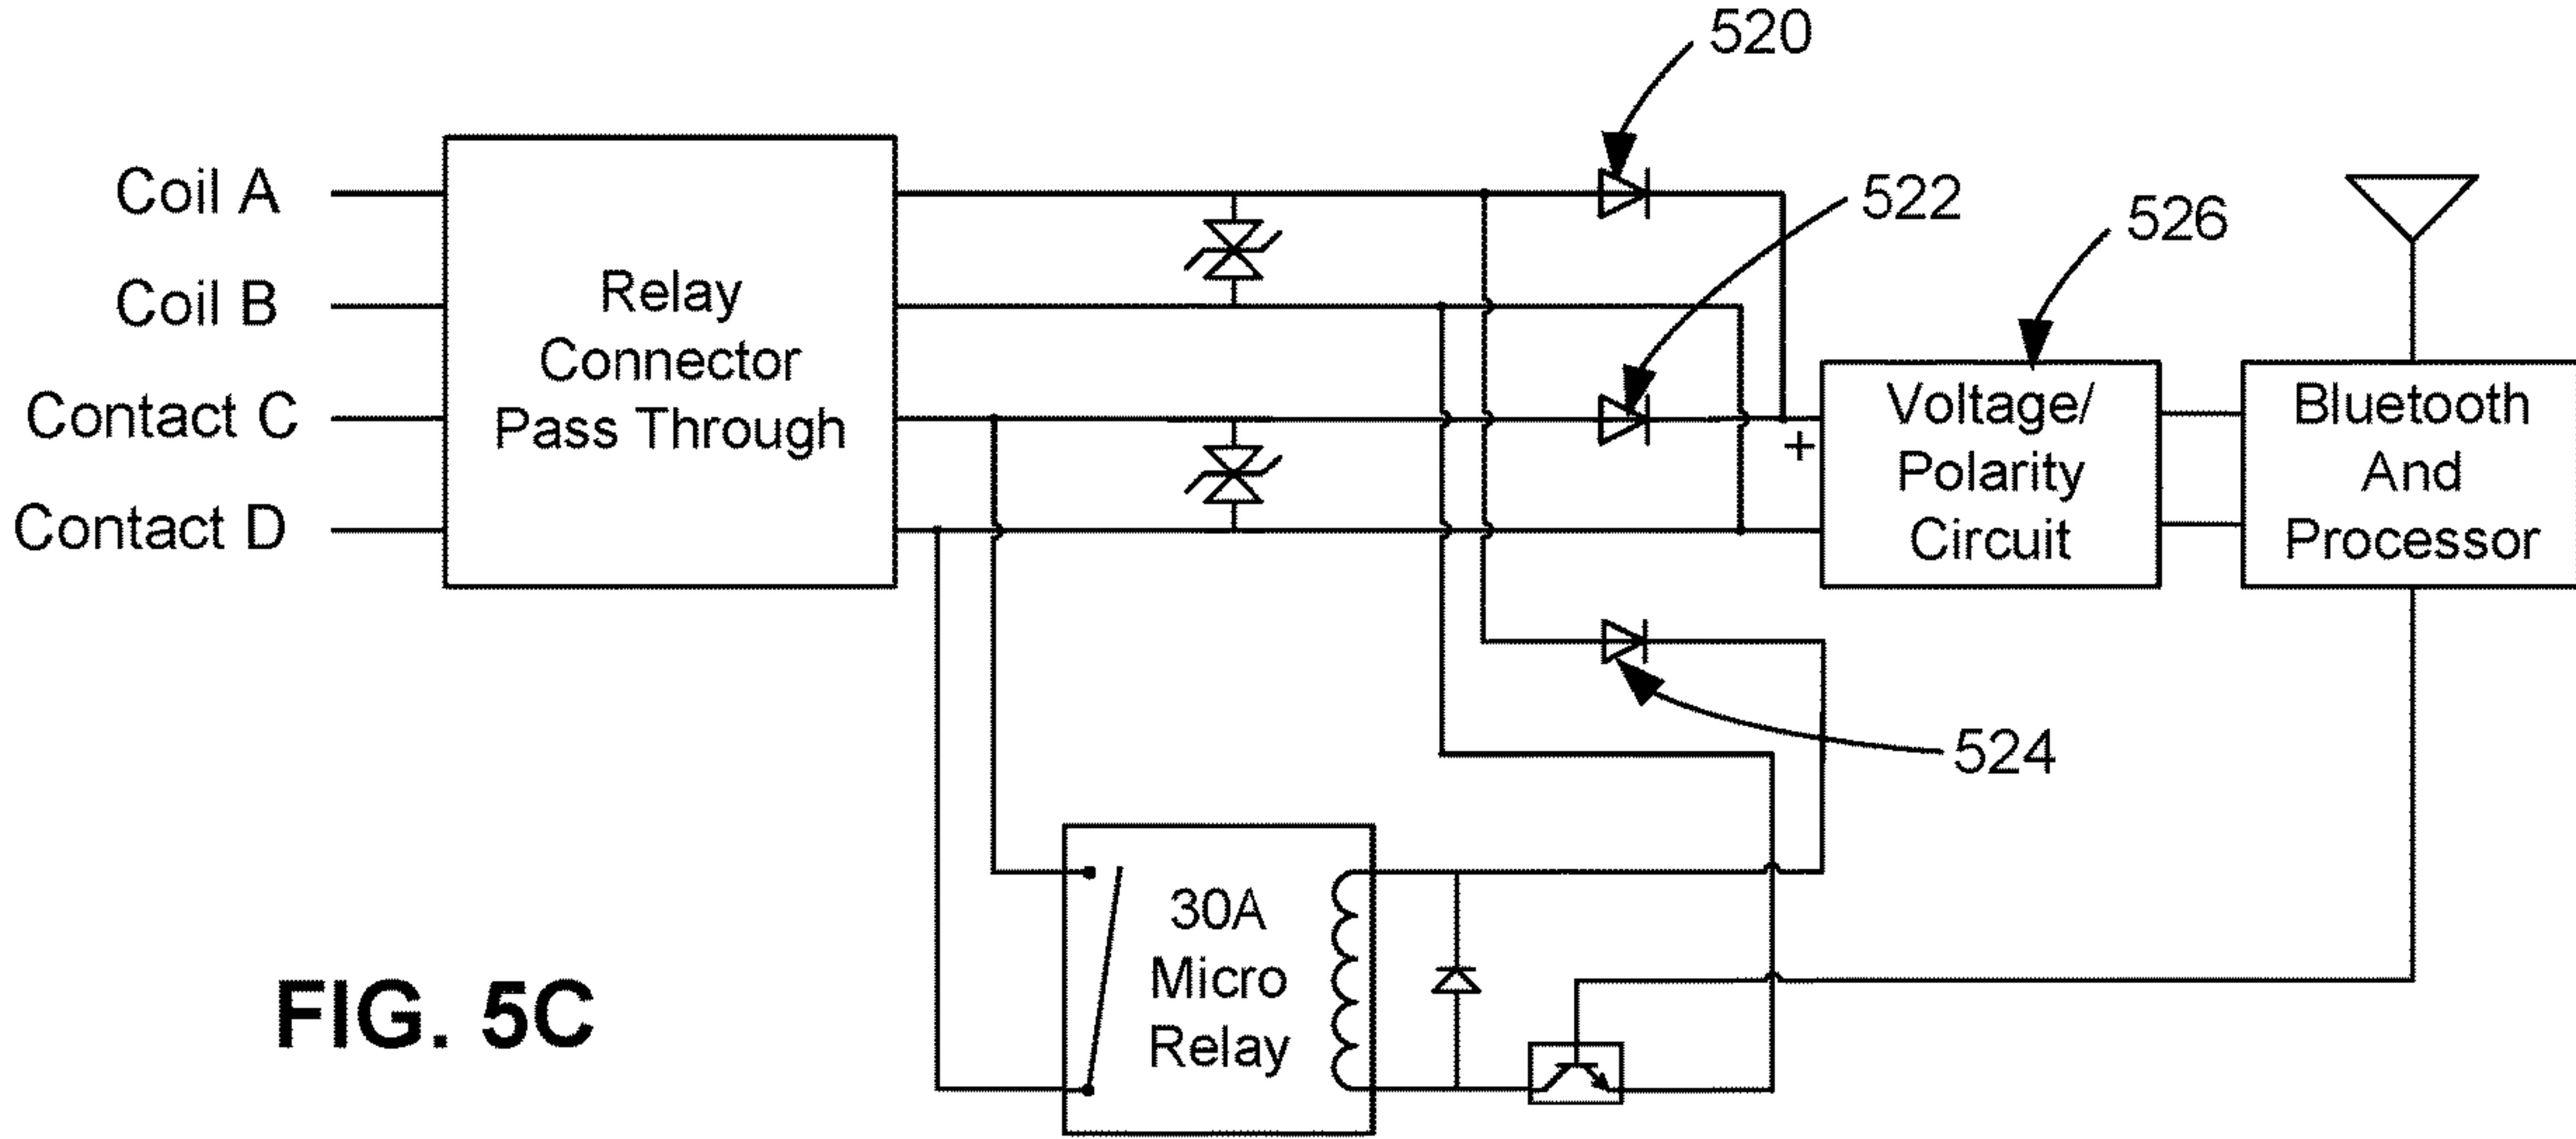 520
522
526
Coil A
Coil B
Contact C
Contact D
Relay
Connector
Pass Through
+
Voltage/
Polarity
Circuit
Bluetooth
And
Processor
524
30A
Micro
Relay
FIG. 5C